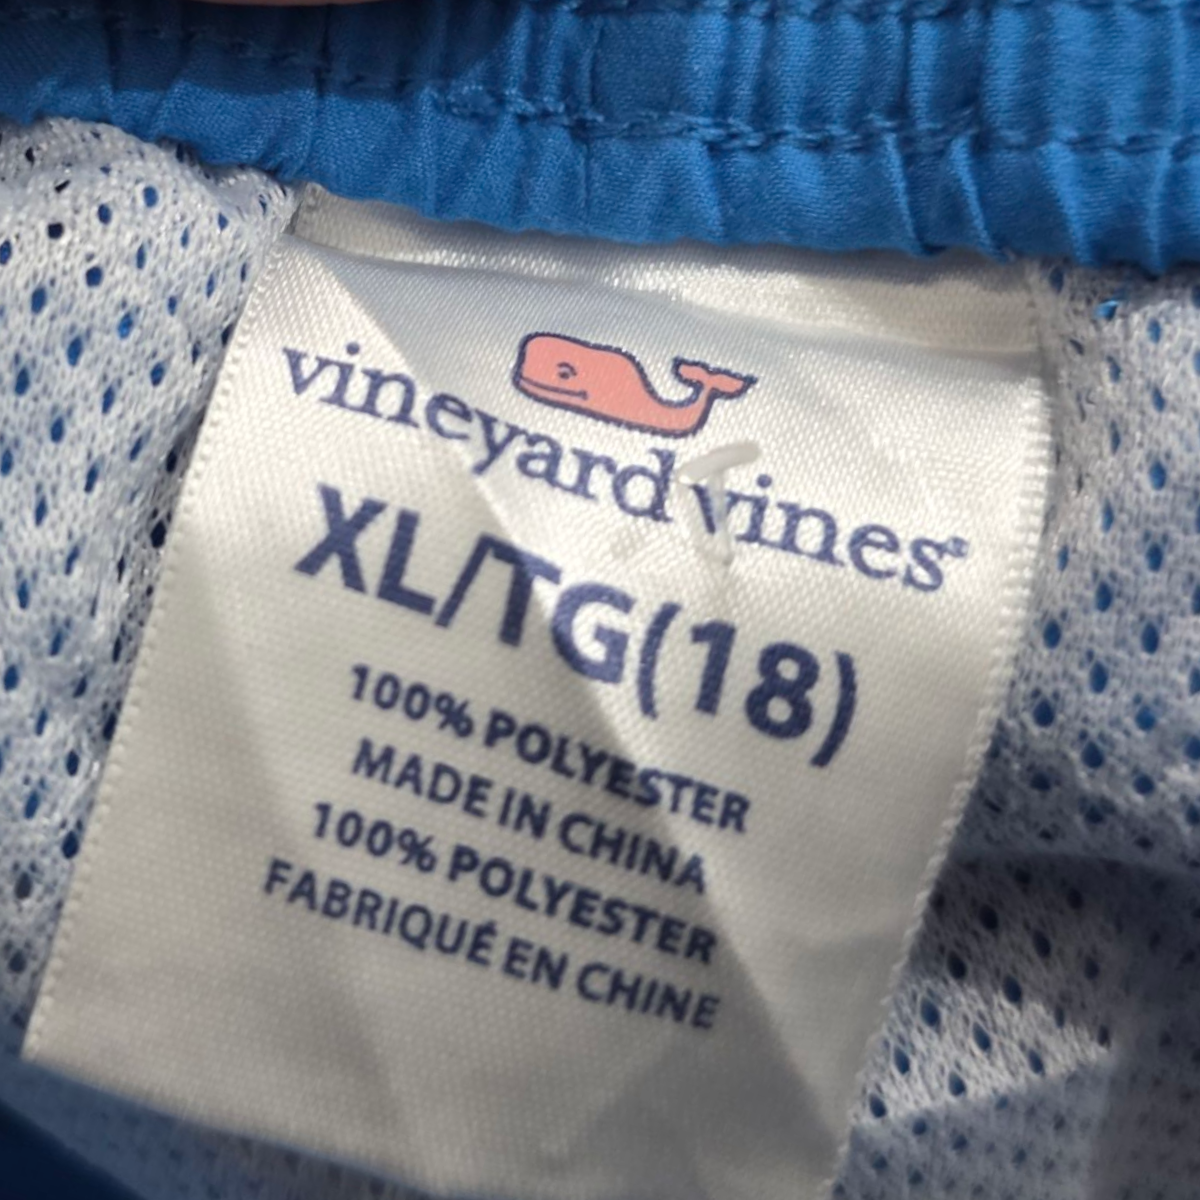 vineyard vines®
XL/TG(18)
100% POLYESTER
MADE IN CHINA
100% POLYESTER
FABRIQUÉ EN CHINE